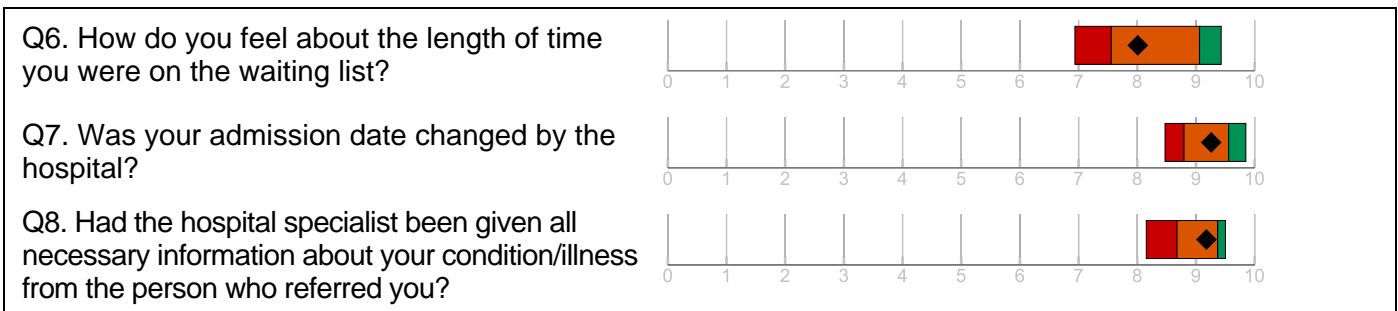 Q6. How do you feel about the length of time
you were on the waiting list?
0 1 2 3 4 5 6 7 8 9 10
Q7. Was your admission date changed by the
hospital?
0 1 2 3 4 5 6 7 8 9 10
Q8. Had the hospital specialist been given all
necessary information about your condition/illness
from the person who referred you?
0 1 2 3 4 5 6 7 8 9 10